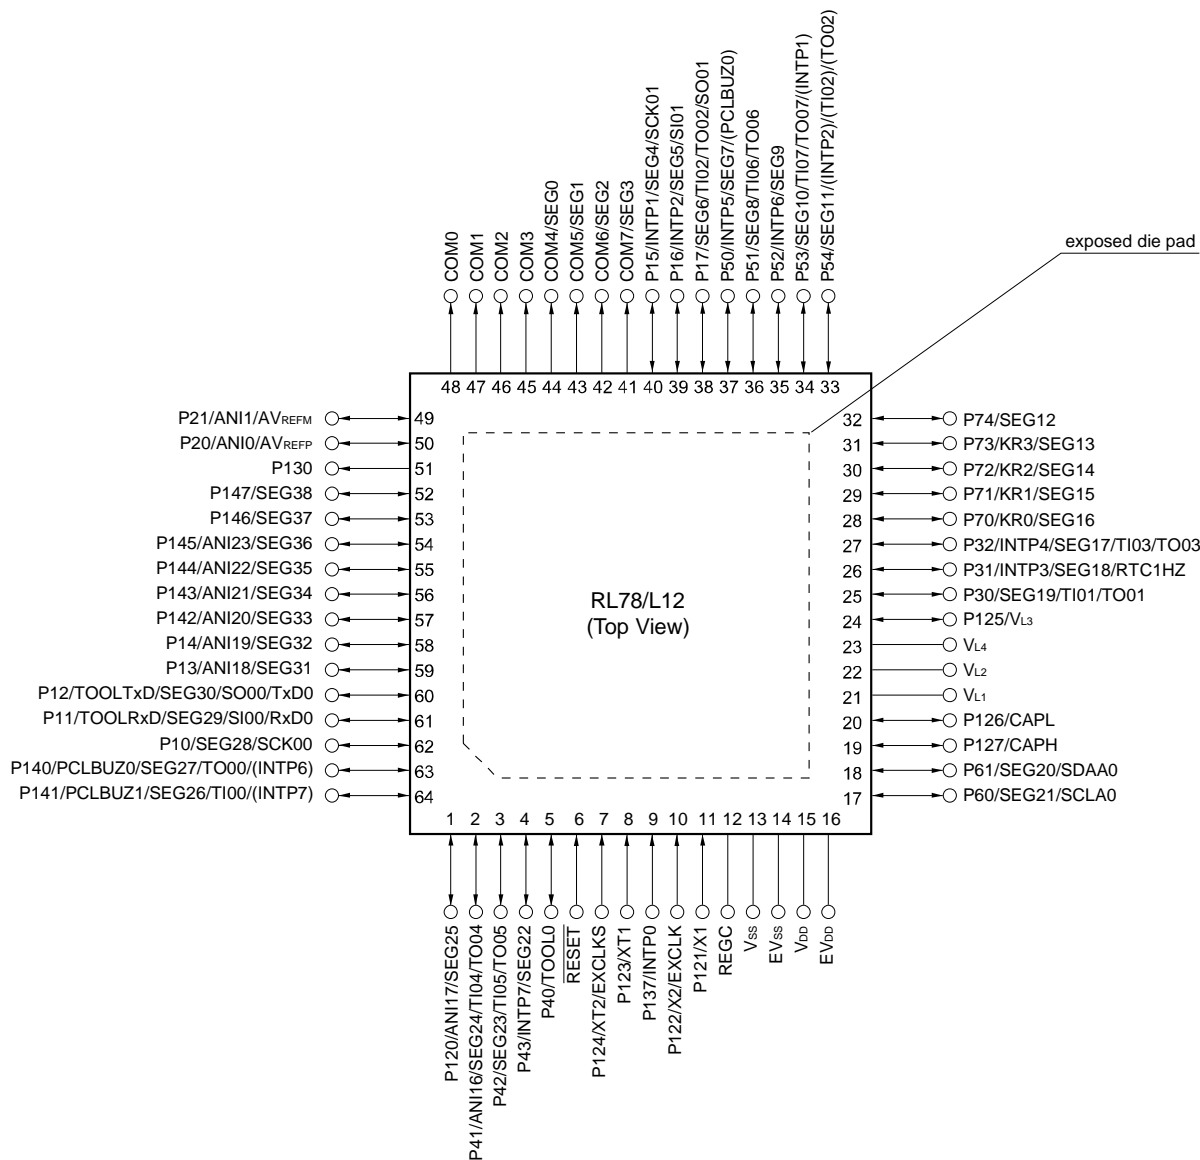 COM0
COM1
COM2
COM3
COM4/SEG0
COM5/SEG1
COM6/SEG2
COM7/SEG3
P15/INTP1/SEG4/SCK01
P16/INTP2/SEG5/SI01
P17/SEG6/TI02/TO02/SO01
P50/INTP5/SEG7/(PCLBUZ0)
P51/SEG8/TI06/TO06
P52/INTP6/SEG9
P53/SEG10/TI07/TO07/(INTP1)
P54/SEG11/(INTP2)/(TI02)/(TO02)
exposed die pad
48 47 46 45 44 43 42 41 40 39 38 37 36 35 34 33
P21/ANI1/AVREFM 49
P20/ANI0/AVREFP 50
P130 51
P147/SEG38 52
P146/SEG37 53
P145/ANI23/SEG36 54
P144/ANI22/SEG35 55
P143/ANI21/SEG34 56
P142/ANI20/SEG33 57
P14/ANI19/SEG32 58
P13/ANI18/SEG31 59
P12/TOOLTxD/SEG30/SO00/TxD0 60
P11/TOOLRxD/SEG29/SI00/RxD0 61
P10/SEG28/SCK00 62
P140/PCLBUZ0/SEG27/TO00/(INTP6) 63
P141/PCLBUZ1/SEG26/TI00/(INTP7) 64
RL78/L12
(Top View)
32 P74/SEG12
31 P73/KR3/SEG13
30 P72/KR2/SEG14
29 P71/KR1/SEG15
28 P70/KR0/SEG16
27 P32/INTP4/SEG17/TI03/TO03
26 P31/INTP3/SEG18/RTC1HZ
25 P30/SEG19/TI01/TO01
24 P125/VL3
23 VL4
22 VL2
21 VL1
20 P126/CAPL
19 P127/CAPH
18 P61/SEG20/SDAA0
17 P60/SEG21/SCLA0
1 2 3 4 5 6 7 8 9 10 11 12 13 14 15 16
P120/ANI17/SEG25
P41/ANI16/SEG24/TI04/TO04
P42/SEG23/TI05/TO05
P43/INTP7/SEG22
P40/TOOL0
RESET
P124/XT2/EXCLKS
P123/XT1
P137/INTP0
P122/X2/EXCLK
P121/X1
REGC
VSS
EVSS
VDD
EVDD